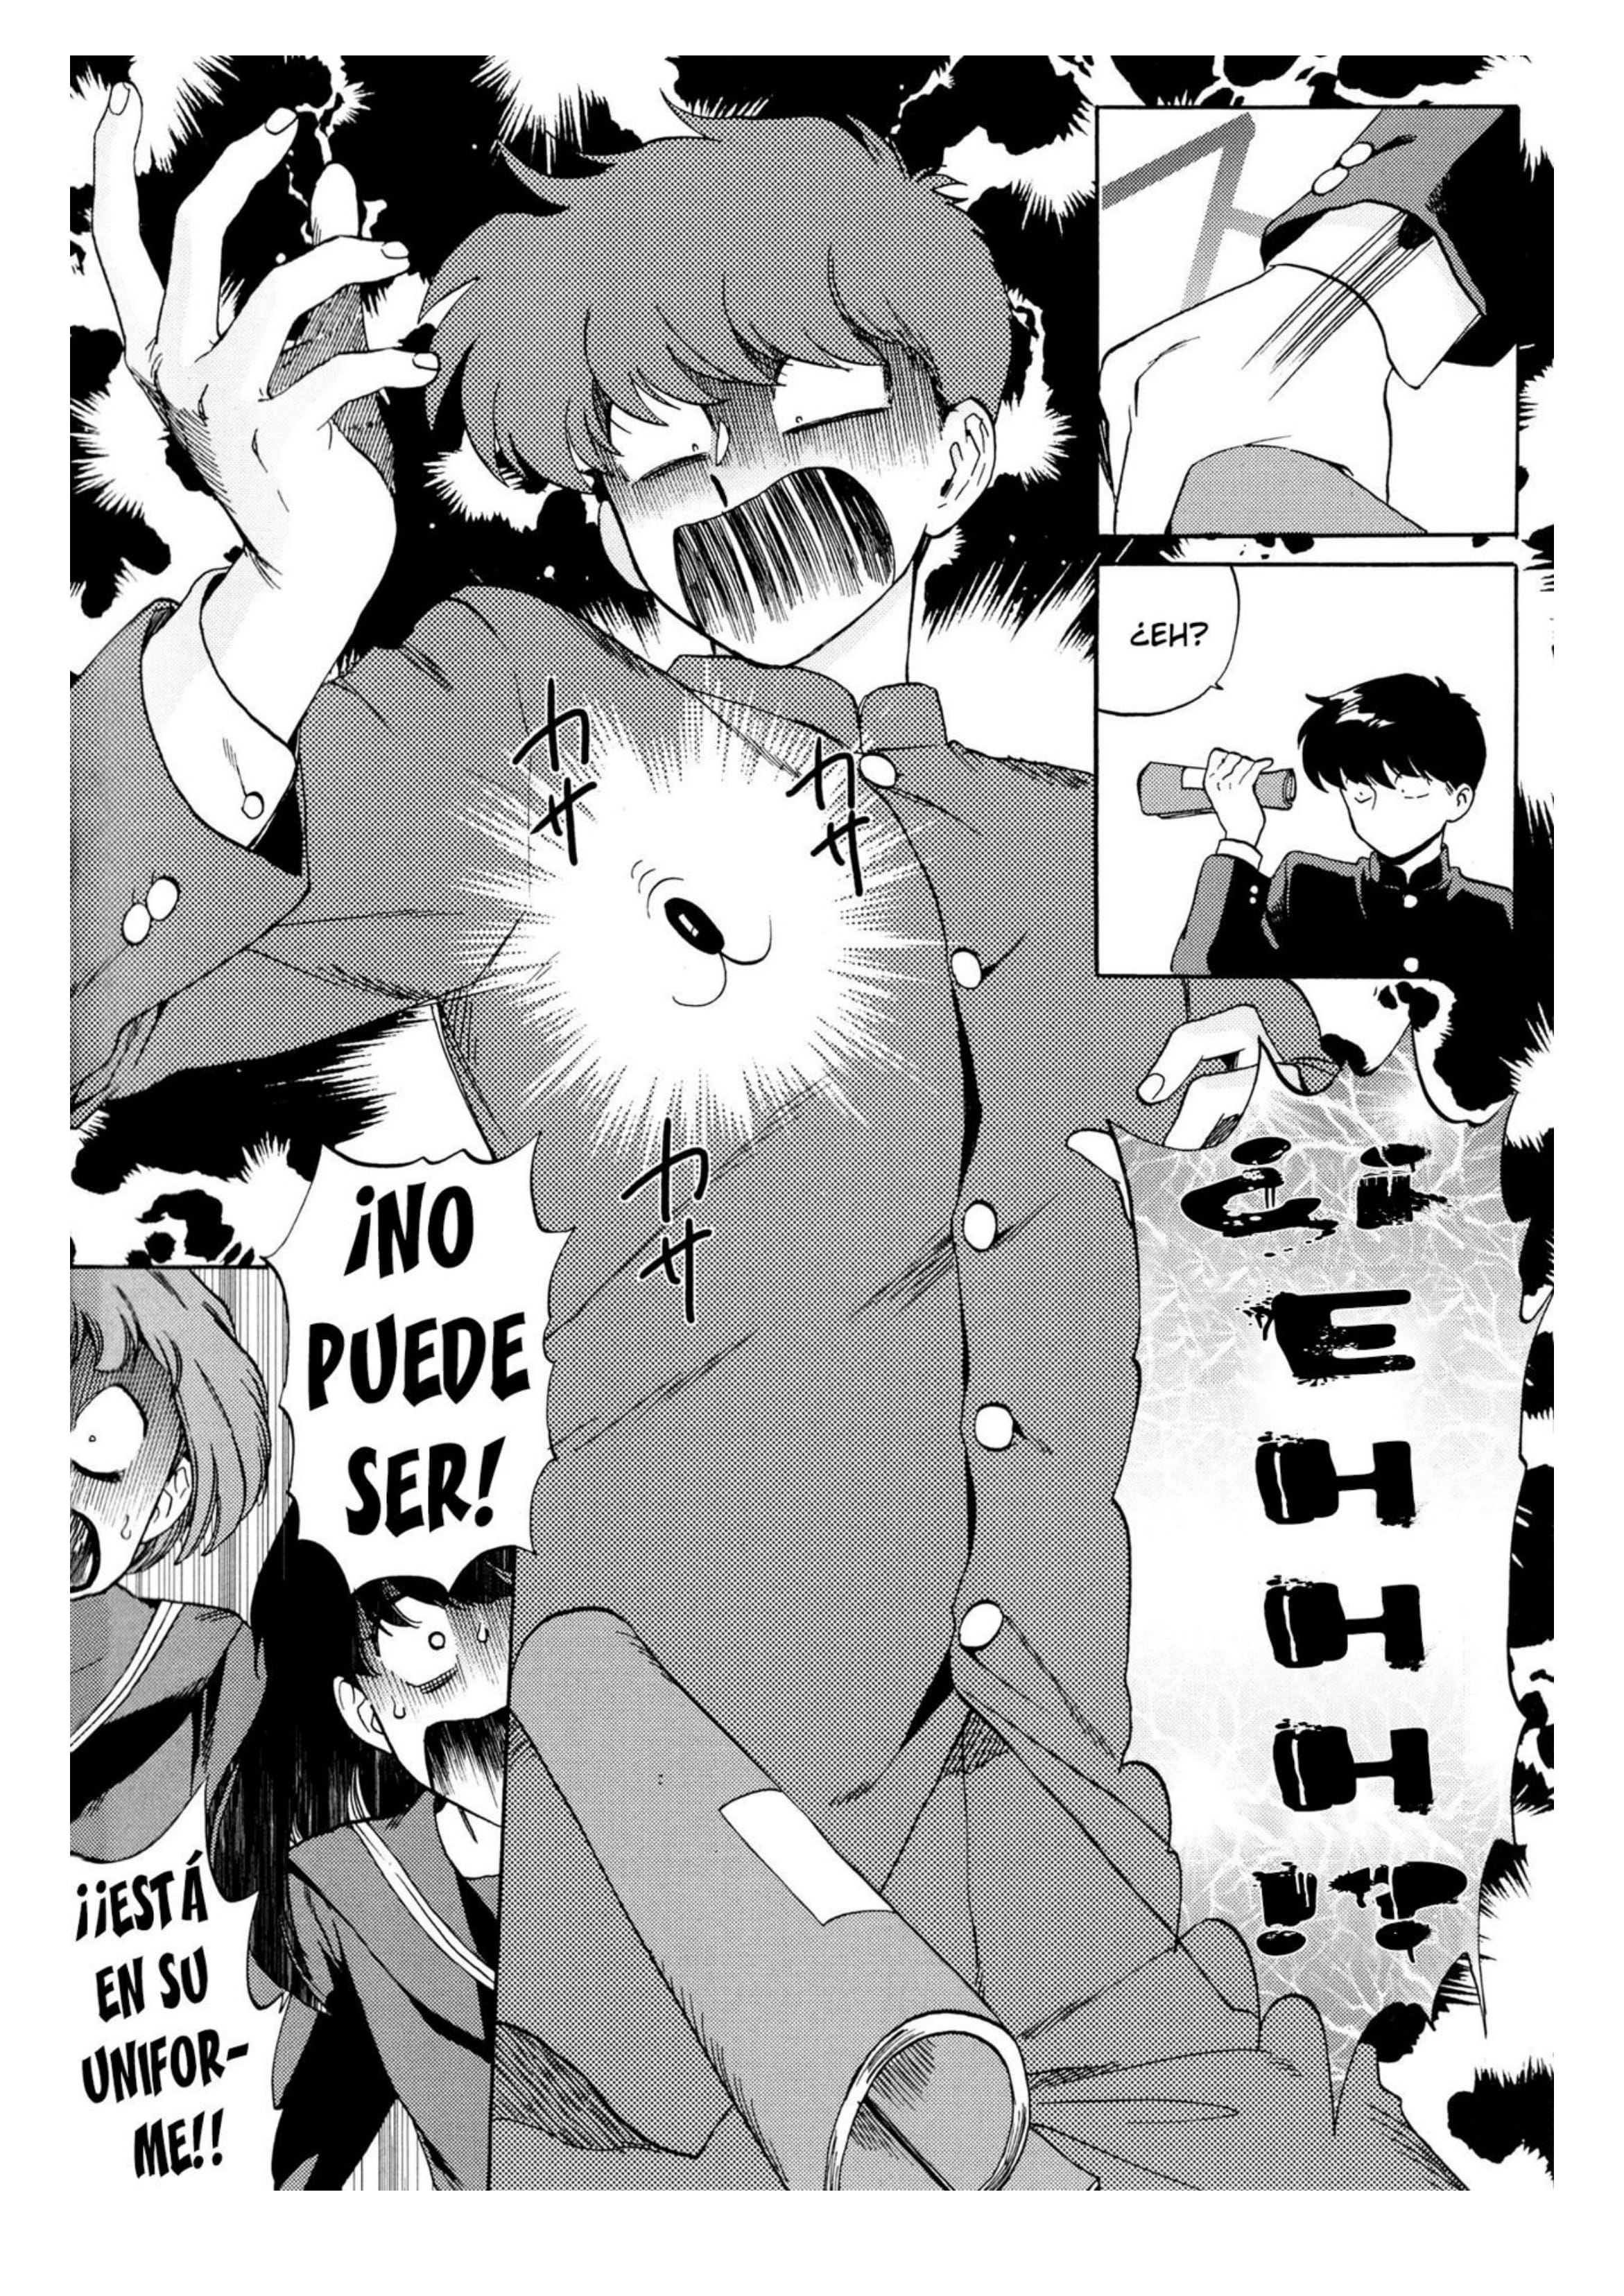 ¿EH?
¿¡
E
H
H
H
!?
カサ
カサ
カサ
¡NO
PUEDE
SER!
¡¡ESTÁ
EN SU
UNIFOR-
ME!!